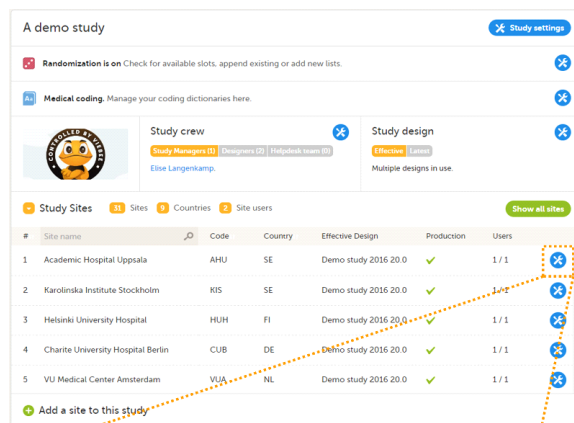 A demo study
Study settings
Randomization is on Check for available slots, append existing or add new lists.
A+ Medical coding. Manage your coding dictionaries here.
CONTROLLED BY VIEBEE
Study crew
Study Managers (1) Designers (2) Helpdesk team (0)
Elise Langenkamp.
Study design
Effective Latest
Multiple designs in use.
Study Sites 31 Sites 9 Countries 2 Site users
Show all sites
# Site name Code Country Effective Design Production Users
1 Academic Hospital Uppsala AHU SE Demo study 2016 20.0 1 / 1
2 Karolinska Institute Stockholm KIS SE Demo study 2016 20.0 1 / 1
3 Helsinki University Hospital HUH FI Demo study 2016 20.0 1 / 1
4 Charite University Hospital Berlin CUB DE Demo study 2016 20.0 1 / 1
5 VU Medical Center Amsterdam VUA NL Demo study 2016 20.0 1 / 1
Add a site to this study